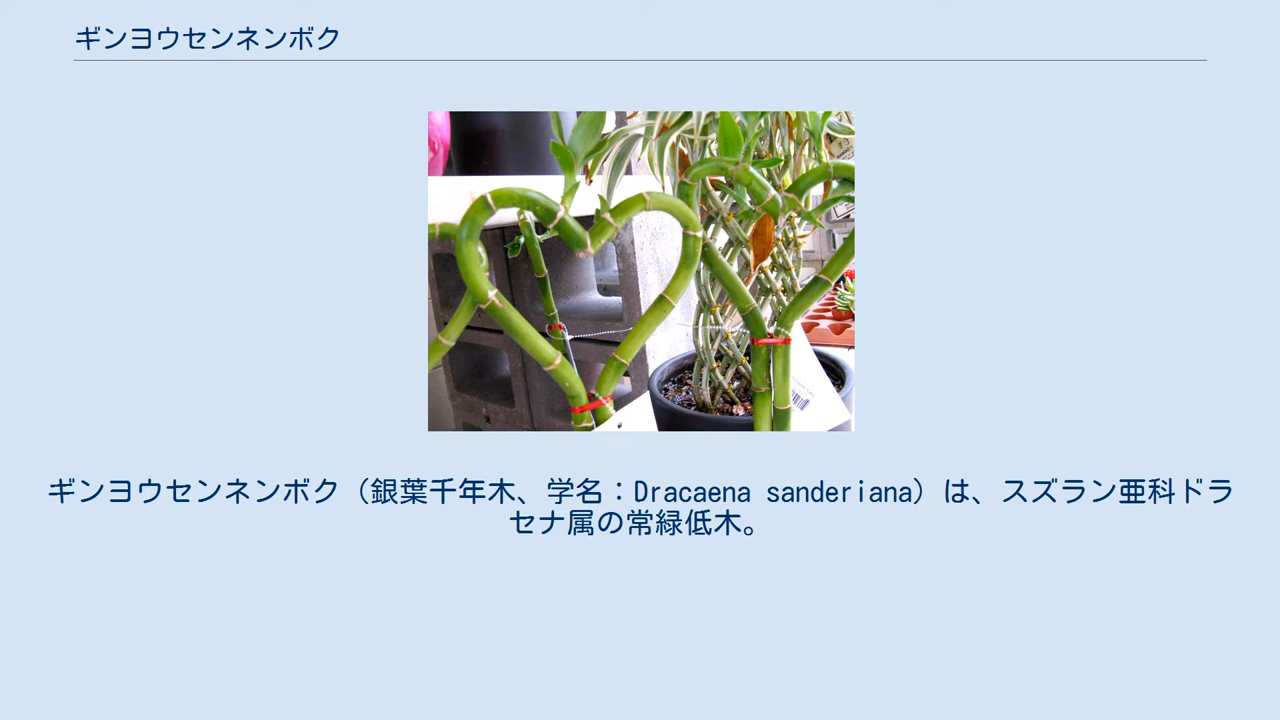 ギンヨウセンネンボク
ギンヨウセンネンボク（銀葉千年木、学名：Dracaena sanderiana）は、スズラン亜科ドラ
セナ属の常緑低木。